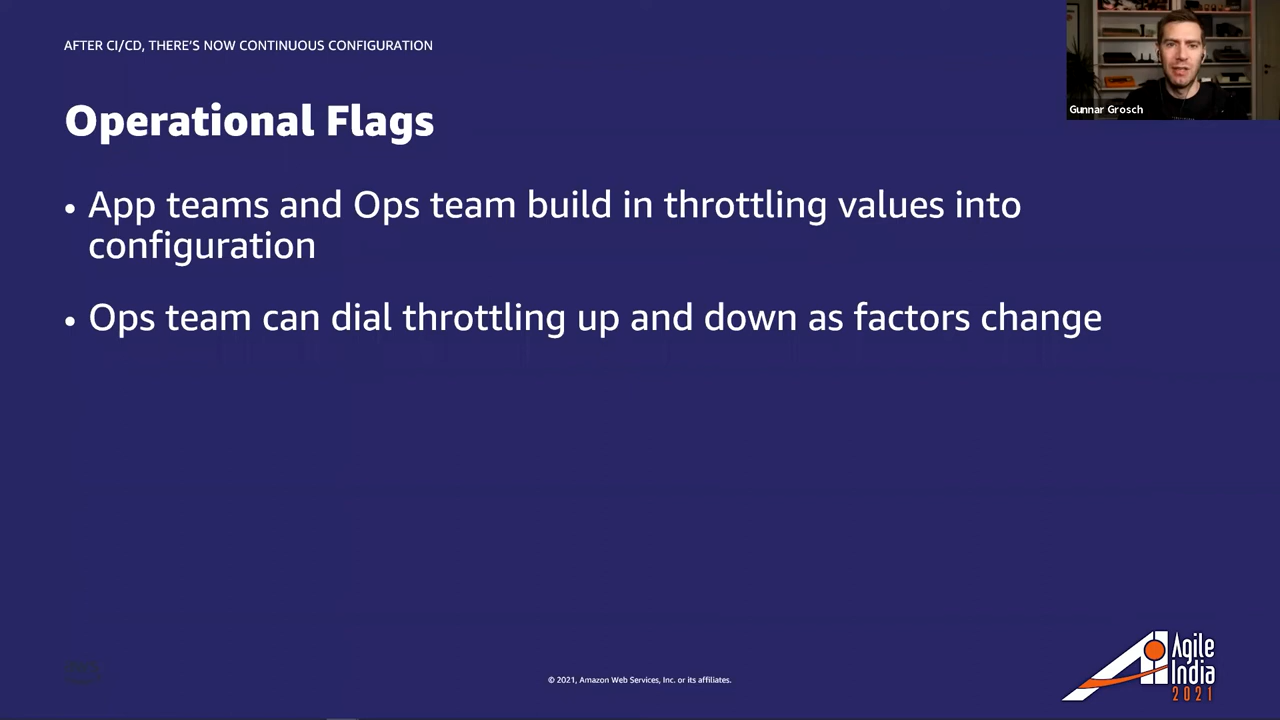 AFTER CI/CD, THERE'S NOW CONTINUOUS CONFIGURATION
Gunnar Grosch
Operational Flags
• App teams and Ops team build in throttling values into
configuration
• Ops team can dial throttling up and down as factors change
© 2021, Amazon Web Services, Inc. or its affiliates.
Agile
India
2021